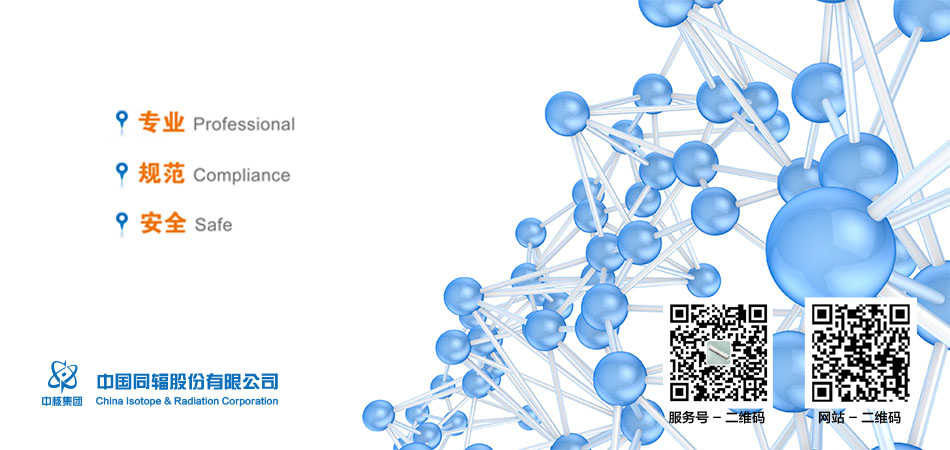 专业 Professional
规范 Compliance
安全 Safe
中核集团
中国同辐股份有限公司
China Isotope & Radiation Corporation
服务号 – 二维码
网站 – 二维码